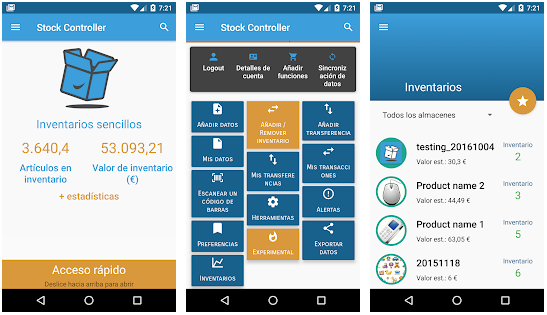 7:21
Stock Controller
Inventarios sencillos
3.640,4
53.093,21
Artículos en
inventario
Valor de inventario
(€)
+ estadísticas
Acceso rápido
Deslice hacia arriba para abrir
7:21
Stock Controller
Logout
Detalles de
cuenta
Añadir
funciones
Sincroniz
ación de
datos
Añadir datos
Añadir /
Remover
inventario
Añadir
transferencia
Mis datos
Mis transfere
ncias
Mis transacci
ones
Escanear un
código de
barras
Herramientas
Alertas
Preferencias
Experimental
Exportar
datos
Inventarios
7:21
Inventarios
Todos los almacenes
testing_20161004
Valor est.: 30,3 €
Inventario
2
Product name 2
Valor est.: 44,49 €
Inventario
3
Product name 1
Valor est.: 63,05 €
Inventario
5
20151118
Valor est.: 6 €
Inventario
6